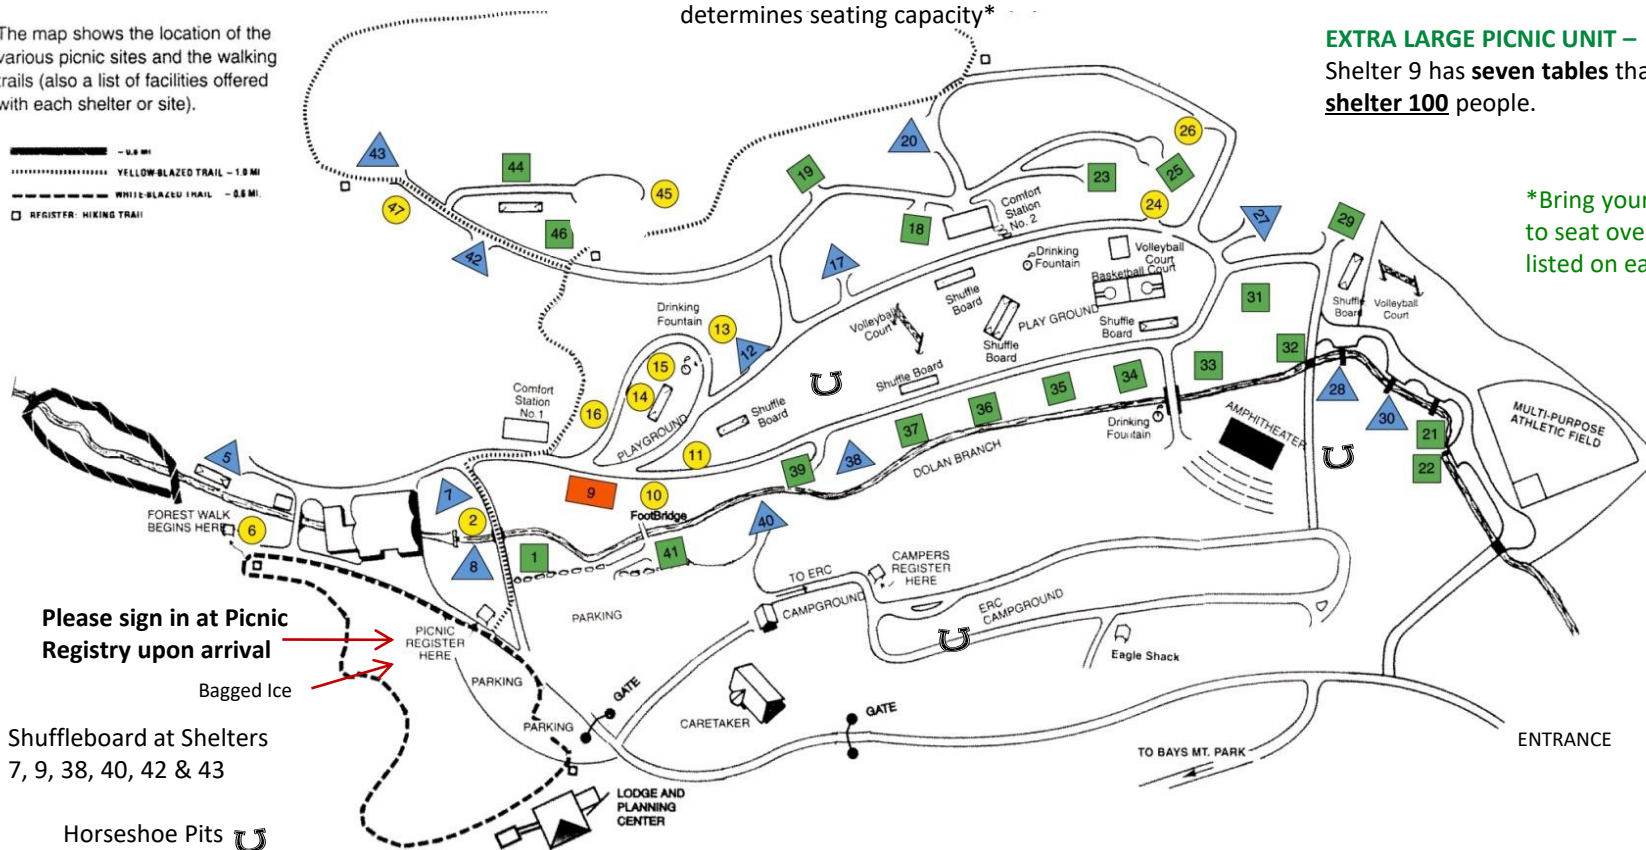 determines seating capacity*
The map shows the location of the
various picnic sites and the walking
trails (also a list of facilities offered
with each shelter or site).
YELLOW-BLAZED TRAIL – 1.0 MI
WHITE-BLAZED TRAIL – 0.6 MI.
REGISTER: HIKING TRAIL
EXTRA LARGE PICNIC UNIT –
Shelter 9 has seven tables
shelter 100 people.
*Bring your
to seat
listed on
43
44
45
47
46
42
19
20
18
17
23
24
25
26
27
29
Comfort
Station
No. 2
Drinking
Fountain
Volleyball
Court
Basketball Court
Shuffle
Board
Volleyball
Court
Shuffle
Board
PLAY GROUND
Shuffle
Board
Shuffle Board
Shuffle
Board
Volleyball
Court
31
32
33
34
35
36
37
38
39
28
30
21
22
Drinking
Fountain
13
12
15
14
16
11
PLAYGROUND
Shuffle
Board
Comfort
Station
No. 1
5
6
7
2
8
9
10
FootBridge
1
41
40
DOLAN BRANCH
Drinking
Fountain
AMPHITHEATER
MULTI-PURPOSE
ATHLETIC FIELD
FOREST WALK
BEGINS HERE
PARKING
TO ERC
CAMPGROUND
CAMPERS
REGISTER
HERE
ERC
CAMPGROUND
Eagle Shack
Please sign in at Picnic
Registry upon arrival
Bagged Ice
PICNIC
REGISTER
HERE
PARKING
PARKING
GATE
CARETAKER
GATE
TO BAYS MT. PARK
ENTRANCE
Shuffleboard at Shelters
7, 9, 38, 40, 42 & 43
LODGE AND
PLANNING
CENTER
Horseshoe Pits